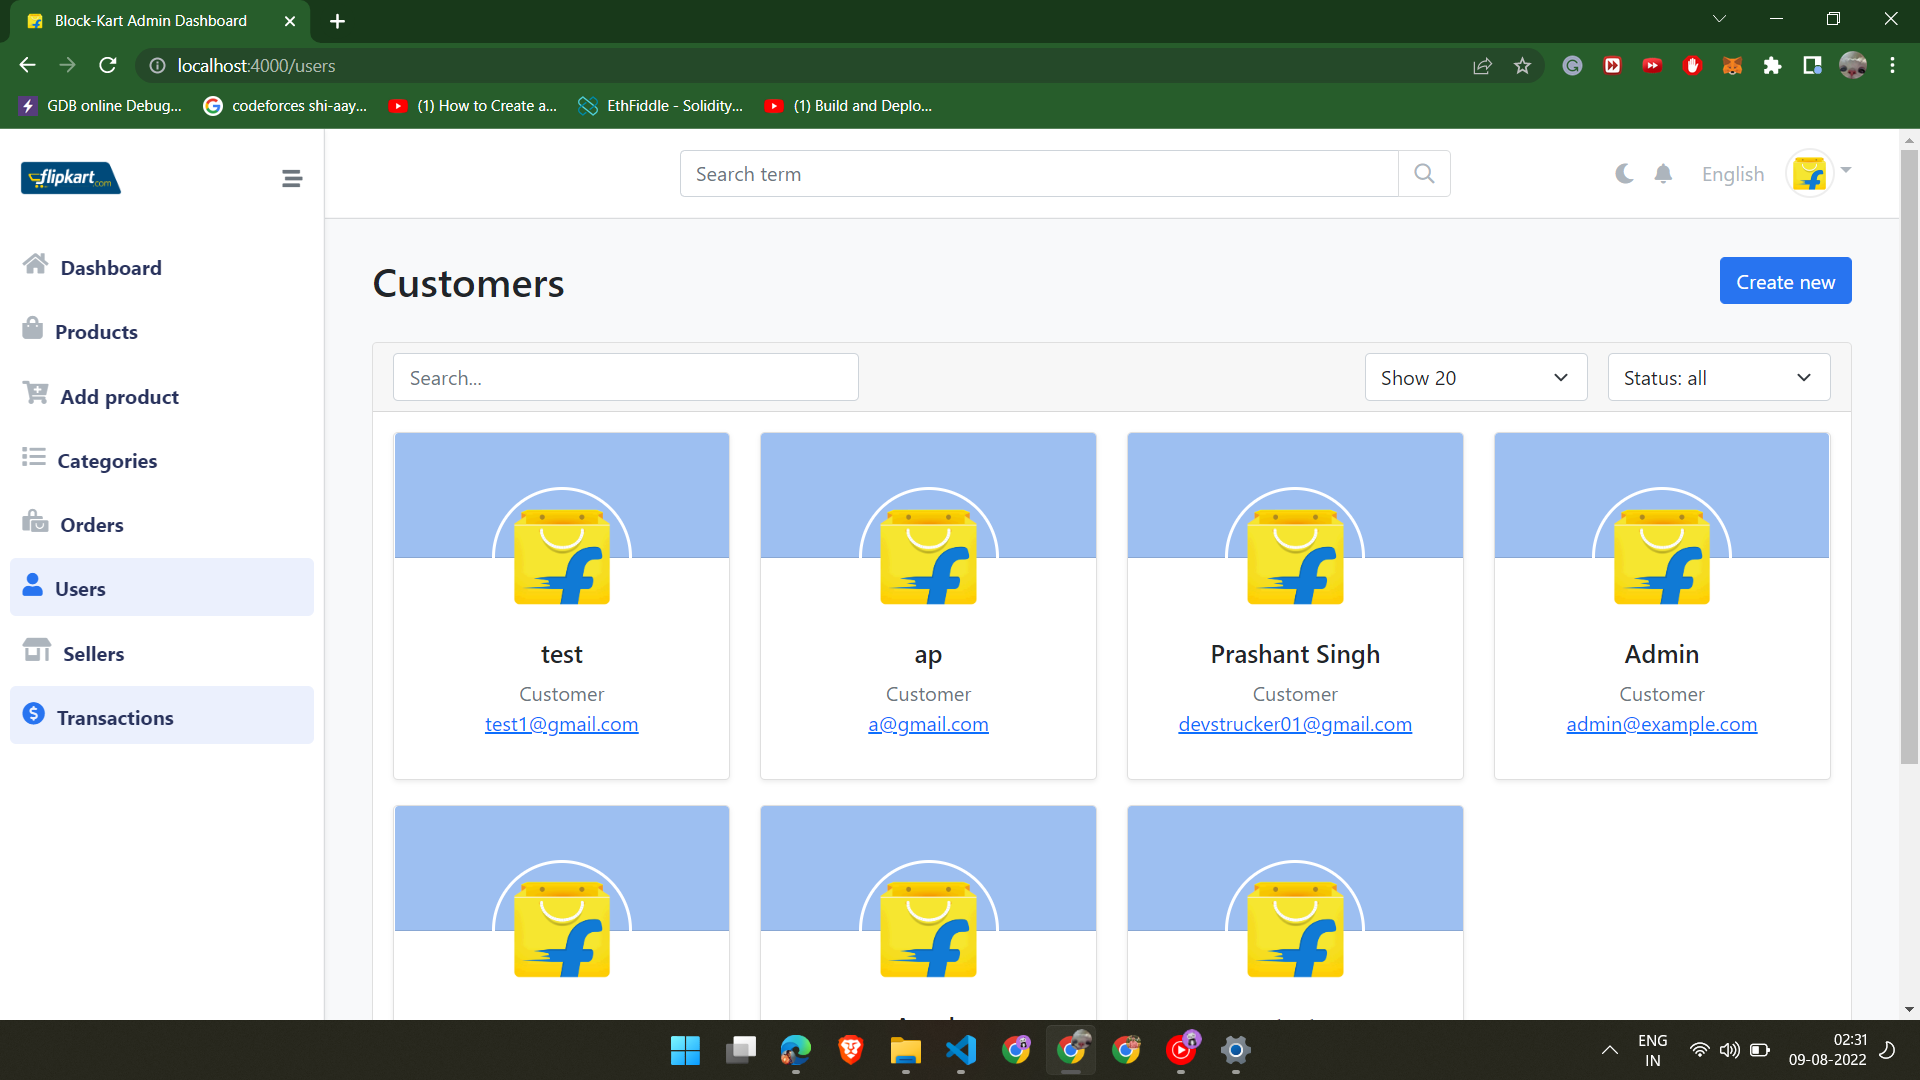 Block-Kart Admin Dashboard
localhost:4000/users
GDB online Debug...
codeforces shi-aay...
(1) How to Create a...
EthFiddle - Solidity...
(1) Build and Deplo...
flipkart.com
Search term
English
Dashboard
Products
Add product
Categories
Orders
Users
Sellers
Transactions
Customers
Create new
Search...
Show 20
Status: all
test
Customer
test1@gmail.com
ap
Customer
a@gmail.com
Prashant Singh
Customer
devstrucker01@gmail.com
Admin
Customer
admin@example.com
ENG
IN
02:31
09-08-2022